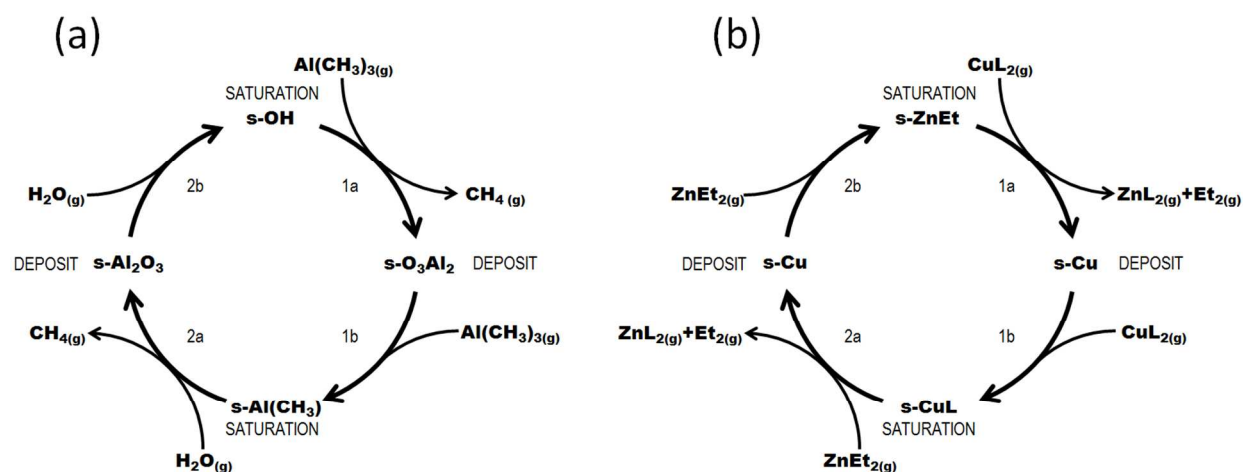 (a)
Al(CH₃)₃(g)
SATURATION
s-OH
H₂O(g)
2b
1a
CH₄ (g)
DEPOSIT
s-Al₂O₃
s-O₃Al₂
DEPOSIT
CH₄(g)
2a
1b
Al(CH₃)₃(g)
s-Al(CH₃)
SATURATION
H₂O(g)
(b)
CuL₂(g)
SATURATION
s-ZnEt
ZnEt₂(g)
2b
1a
ZnL₂(g)+Et₂(g)
DEPOSIT
s-Cu
s-Cu
DEPOSIT
ZnL₂(g)+Et₂(g)
2a
1b
CuL₂(g)
s-CuL
SATURATION
ZnEt₂(g)